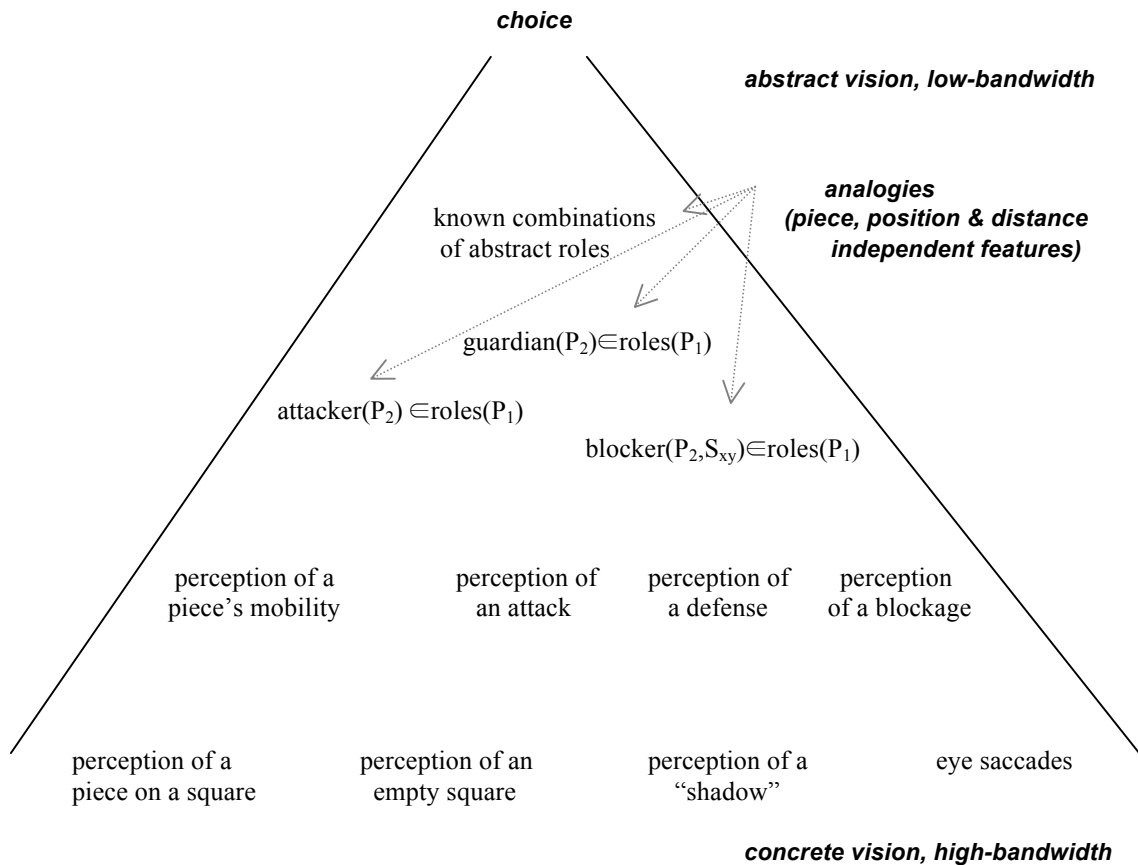 choice
abstract vision, low-bandwidth
analogies
(piece, position & distance
independent features)
known combinations
of abstract roles
guardian(P₂)∈roles(P₁)
attacker(P₂) ∈roles(P₁)
blocker(P₂,Sₓᵧ)∈roles(P₁)
perception of a
piece’s mobility
perception of
an attack
perception of
a defense
perception
of a blockage
perception of a
piece on a square
perception of an
empty square
perception of a
“shadow”
eye saccades
concrete vision, high-bandwidth